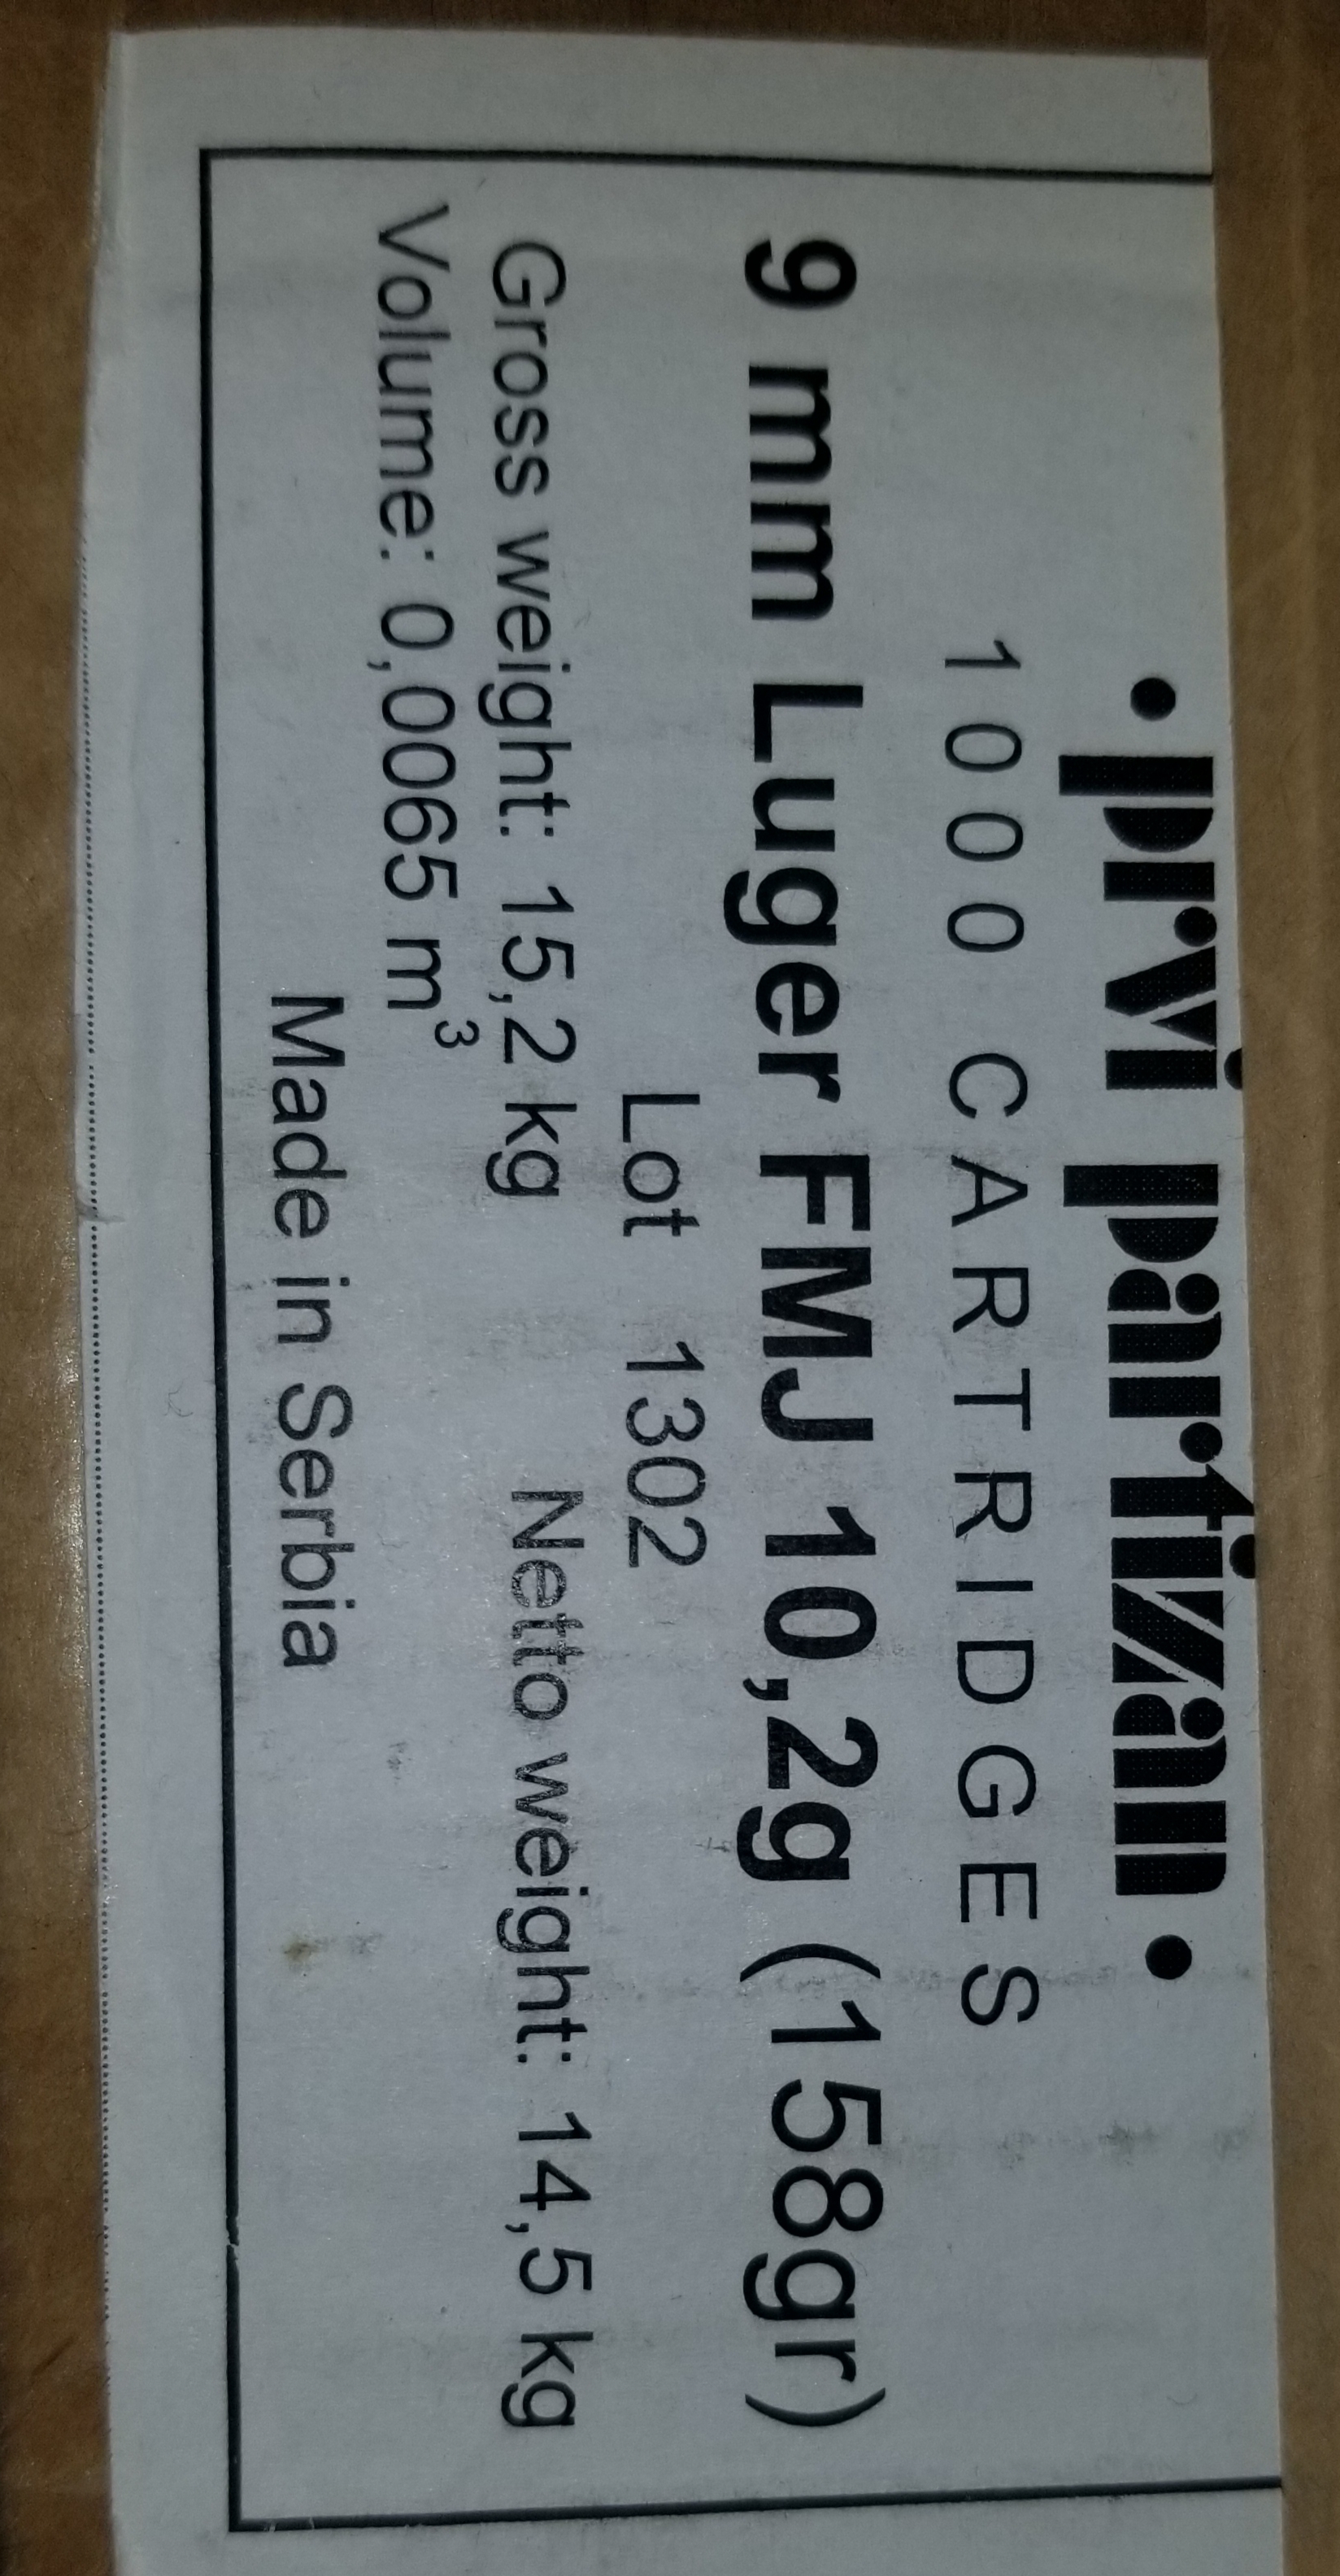 • prvi partizan •
1000 CARTRIDGES
9 mm Luger FMJ 10,2g (158gr)
Lot 1302
Gross weight: 15,2 kg Netto weight: 14,5 kg
Volume: 0,0065 m³
Made in Serbia